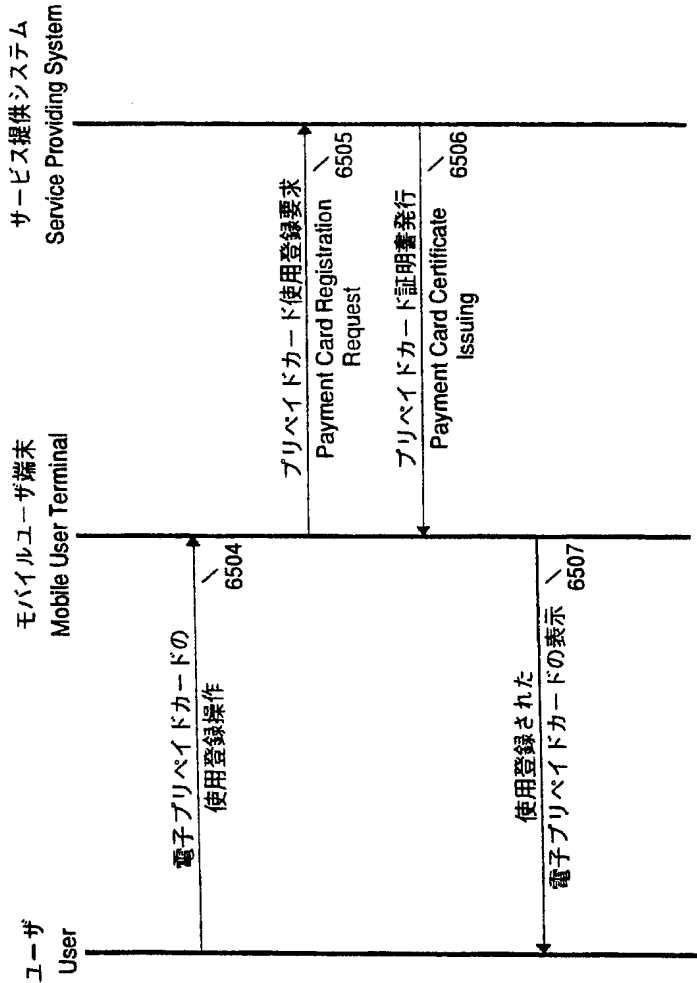 ユーザ
User
モバイルユーザ端末
Mobile User Terminal
サービス提供システム
Service Providing System
電子プリペイドカードの
使用登録操作
6504
プリペイドカード使用登録要求
Payment Card Registration
Request
6505
プリペイドカード証明書発行
Payment Card Certificate
Issuing
6506
使用登録された
電子プリペイドカードの表示
6507